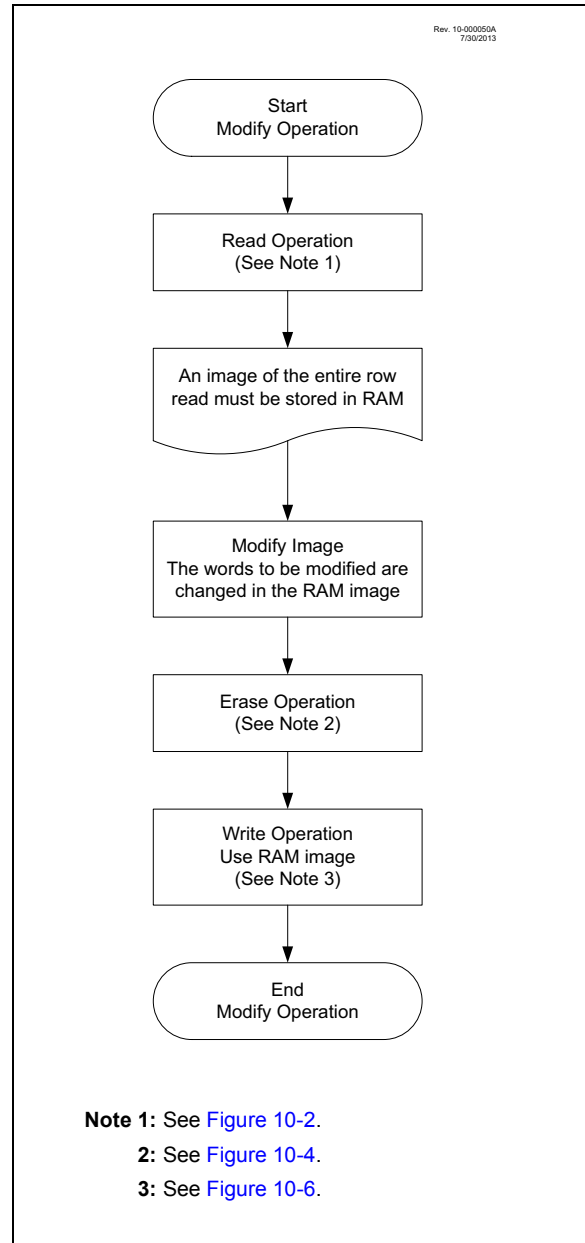 Rev. 10-000050A
7/30/2013
Start
Modify Operation
Read Operation
(See Note 1)
An image of the entire row
read must be stored in RAM
Modify Image
The words to be modified are
changed in the RAM image
Erase Operation
(See Note 2)
Write Operation
Use RAM image
(See Note 3)
End
Modify Operation
Note 1: See Figure 10-2.
2: See Figure 10-4.
3: See Figure 10-6.